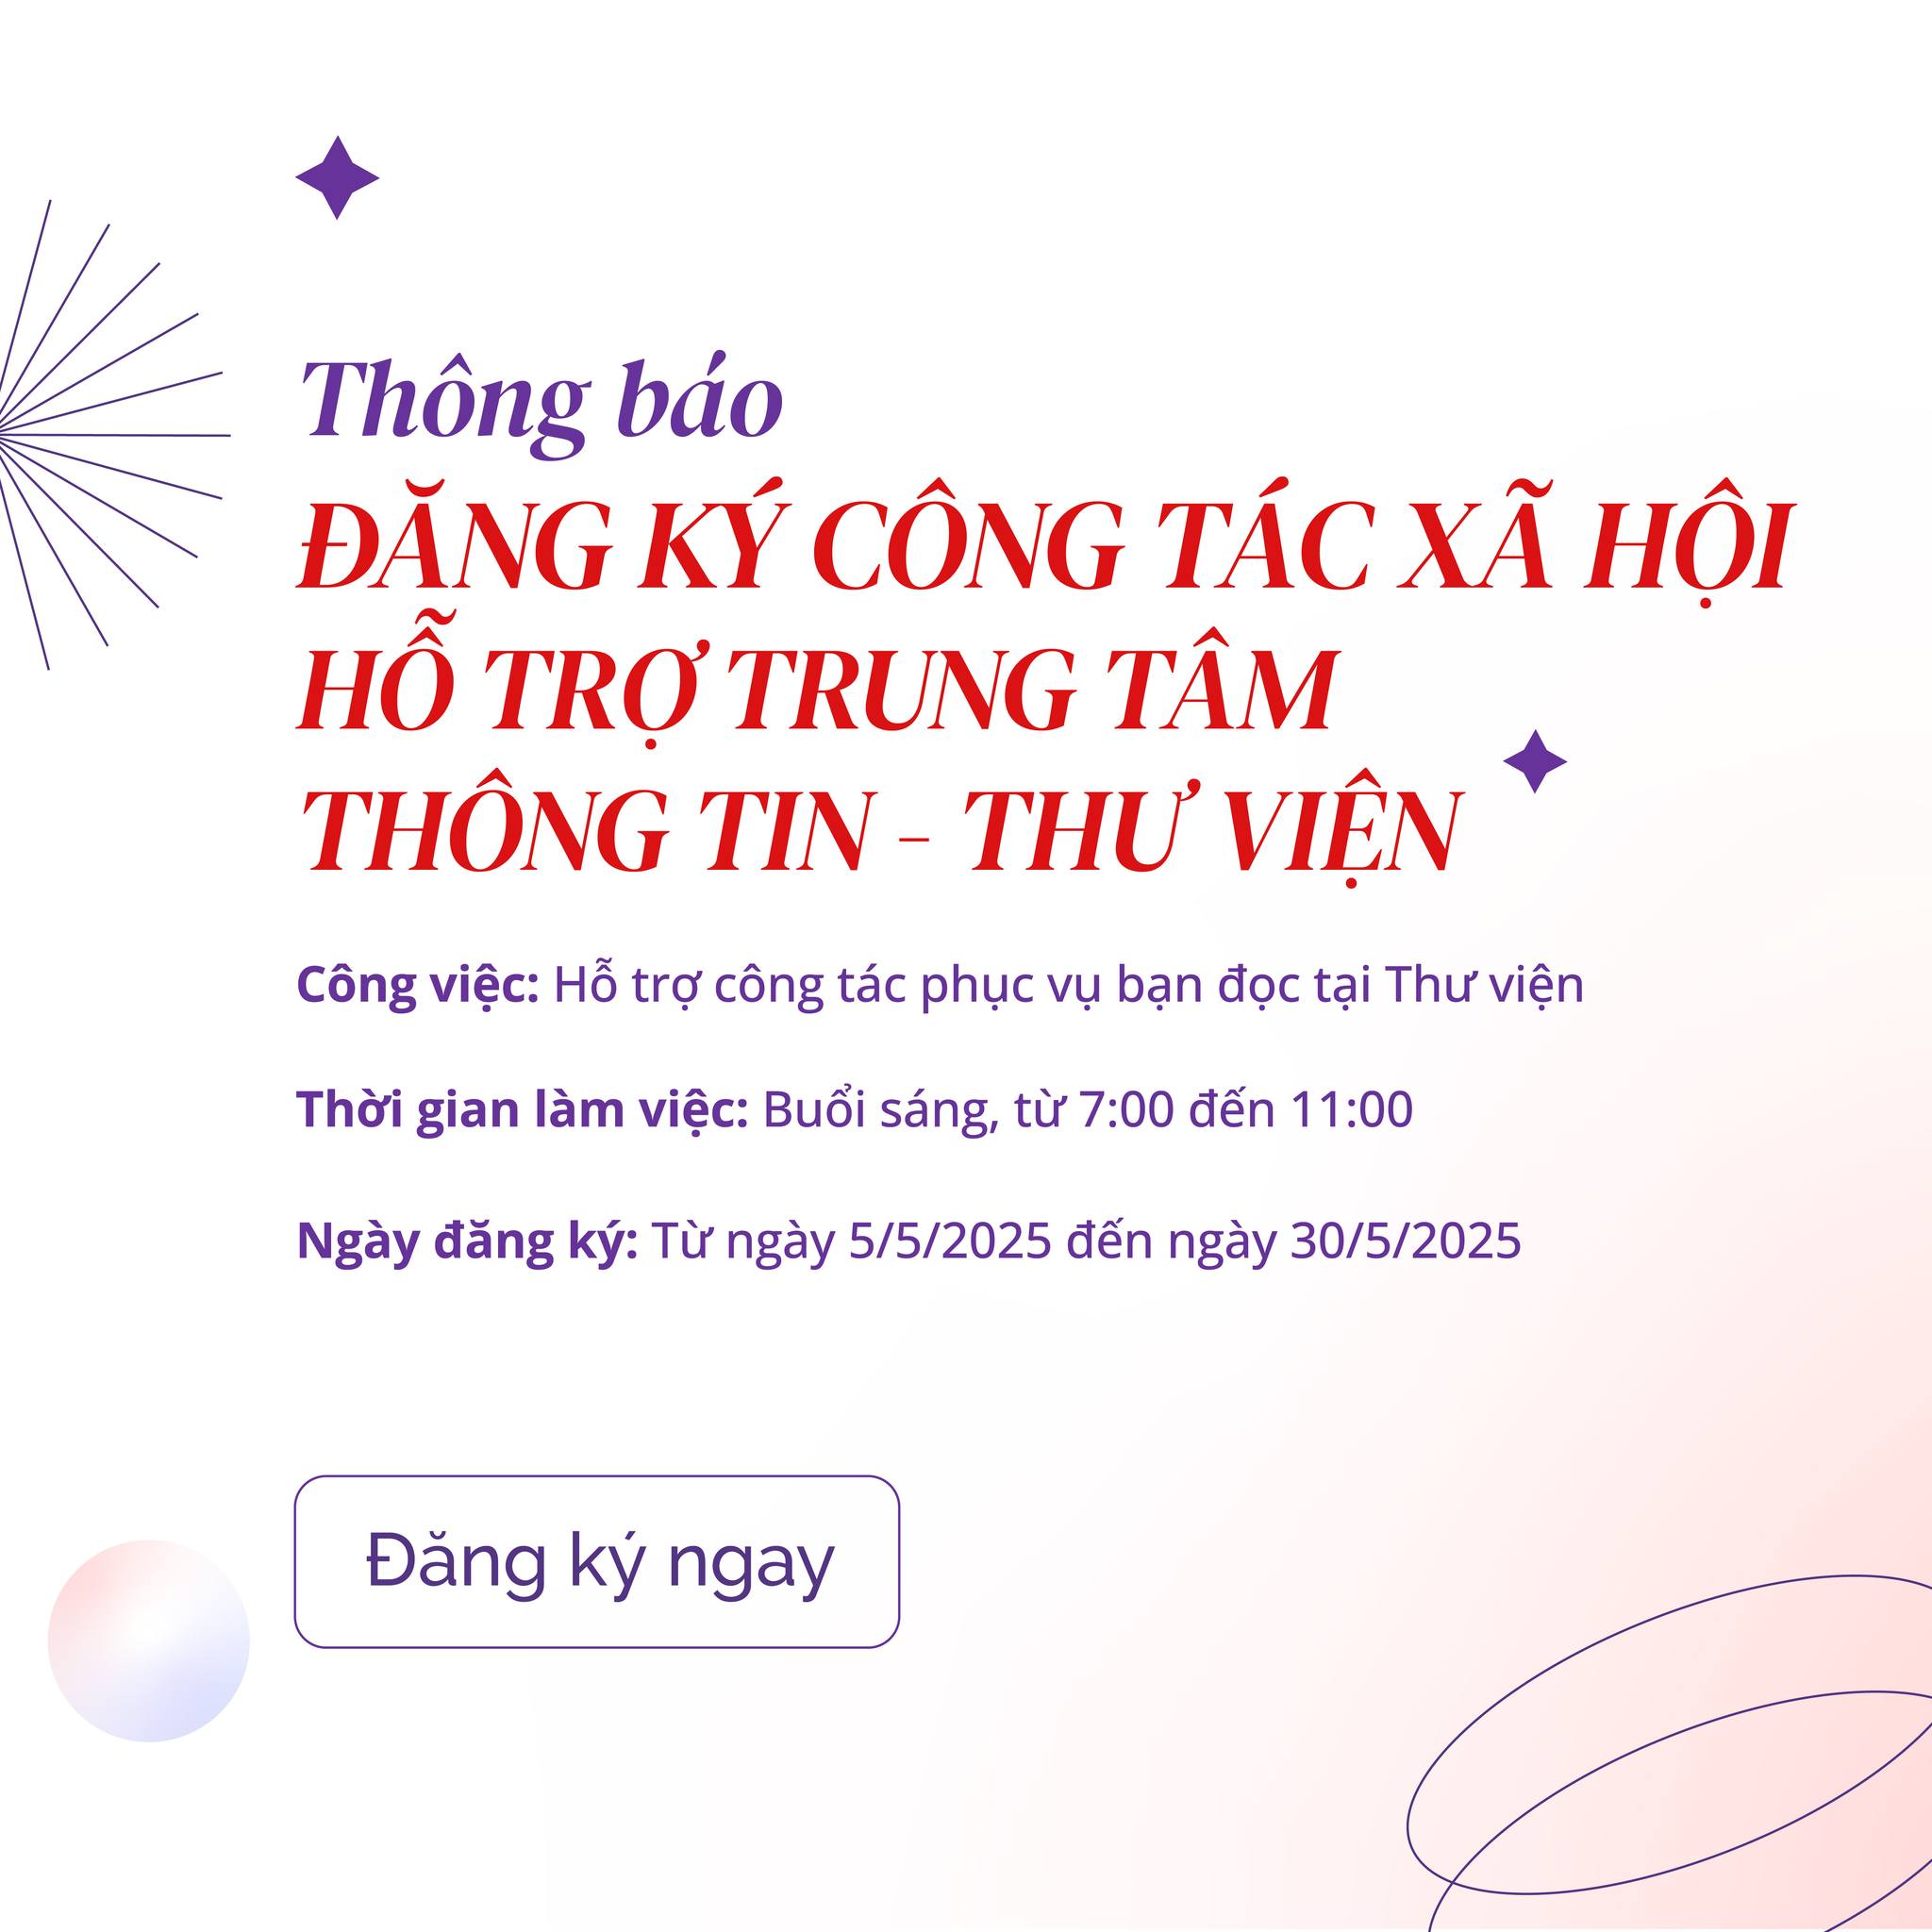 Thông báo
ĐĂNG KÝ CÔNG TÁC XÃ HỘI
HỖ TRỢ TRUNG TÂM
THÔNG TIN - THƯ VIỆN
Công việc: Hỗ trợ công tác phục vụ bạn đọc tại Thư viện
Thời gian làm việc: Buổi sáng, từ 7:00 đến 11:00
Ngày đăng ký: Từ ngày 5/5/2025 đến ngày 30/5/2025
Đăng ký ngay